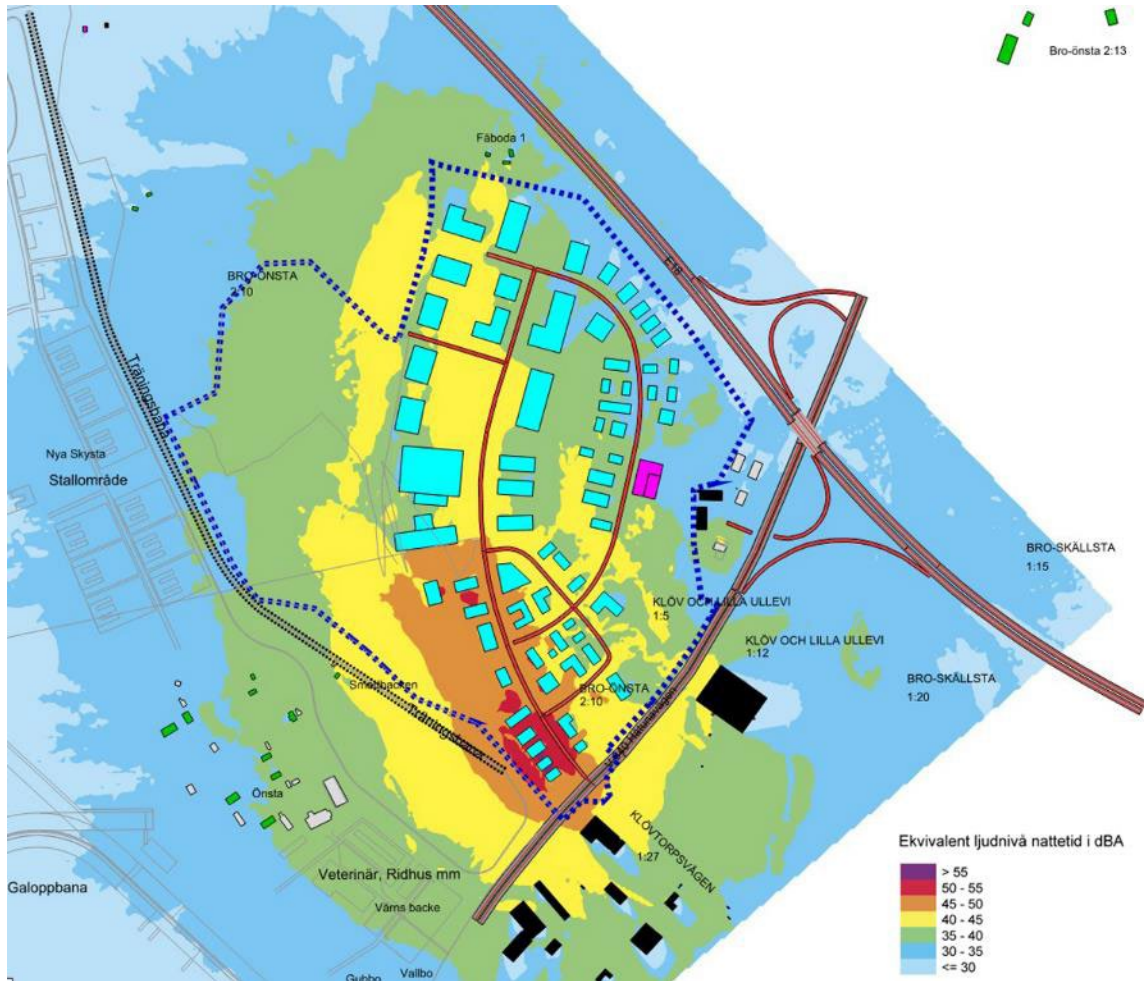 Bro-önsta 2:13
Fäboda 1
E18
BRO-ÖNSTA
2:10
Träningsbana
Nya Skysta
Stallområde
BRO-SKÄLLSTA
1:15
KLÖV OCH LILLA ULLEVI
1:5
KLÖV OCH LILLA ULLEVI
1:12
BRO-SKÄLLSTA
1:20
Smedbacken
BRO-ÖNSTA
2:10
Träningsbana
Önsta
KLÖVTORPSVÄGEN
1:27
Veterinär, Ridhus mm
Galoppbana
Värns backe
Gubbo
Vallbo
Ekvivalent ljudnivå nattetid i dBA
> 55
50 - 55
45 - 50
40 - 45
35 - 40
30 - 35
<= 30